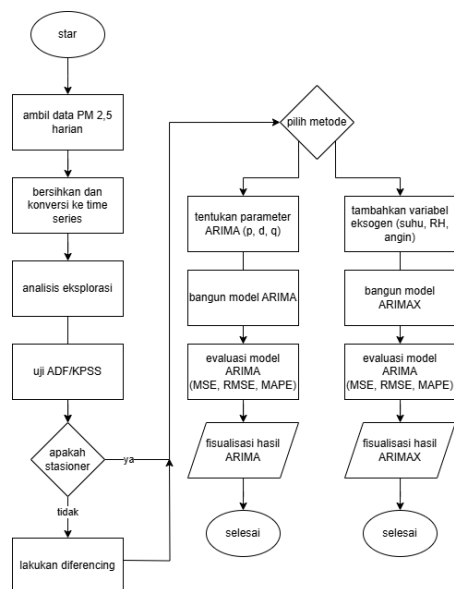 star
ambil data PM 2,5
harian
bersihkan dan
konversi ke time
series
analisis eksplorasi
uji ADF/KPSS
apakah
stasioner
ya
tidak
lakukan diferencing
pilih metode
tentukan parameter
ARIMA (p, d, q)
bangun model ARIMA
evaluasi model
ARIMA
(MSE, RMSE, MAPE)
fisualisasi hasil
ARIMA
selesai
tambahkan variabel
eksogen (suhu, RH,
angin)
bangun model
ARIMAX
evaluasi model
ARIMA
(MSE, RMSE, MAPE)
fisualisasi hasil
ARIMAX
selesai